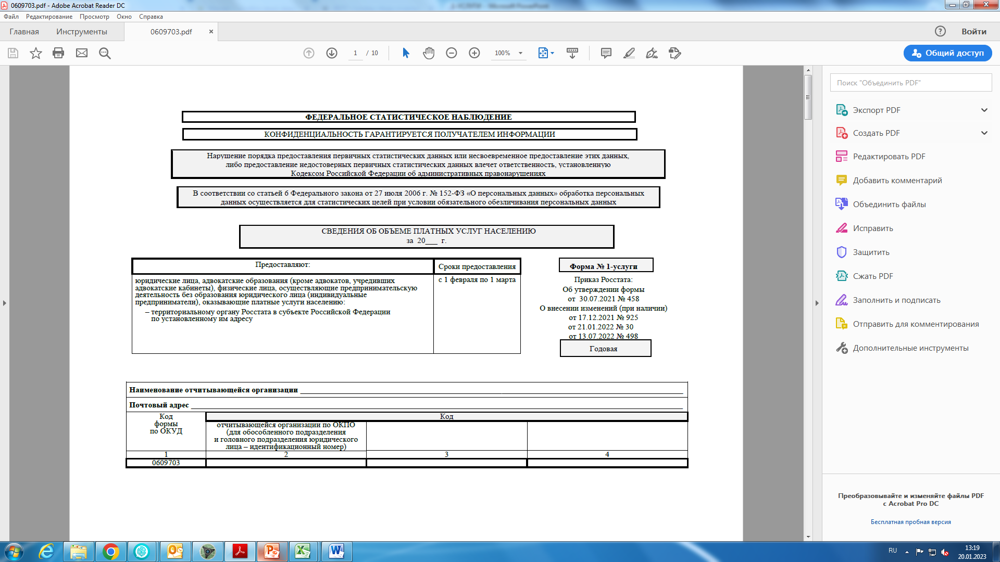 0609703.pdf - Adobe Acrobat Reader DC
Файл Редактирование Просмотр Окно Справка
Главная Инструменты 0609703.pdf × ? Войти
1 / 10 100% Общий доступ
ФЕДЕРАЛЬНОЕ СТАТИСТИЧЕСКОЕ НАБЛЮДЕНИЕ
КОНФИДЕНЦИАЛЬНОСТЬ ГАРАНТИРУЕТСЯ ПОЛУЧАТЕЛЕМ ИНФОРМАЦИИ
Нарушение порядка предоставления первичных статистических данных или несвоевременное предоставление этих данных,
либо предоставление недостоверных первичных статистических данных влечет ответственность, установленную
Кодексом Российской Федерации об административных правонарушениях
В соответствии со статьей 6 Федерального закона от 27 июля 2006 г. № 152-ФЗ «О персональных данных» обработка персональных
данных осуществляется для статистических целей при условии обязательного обезличивания персональных данных
СВЕДЕНИЯ ОБ ОБЪЕМЕ ПЛАТНЫХ УСЛУГ НАСЕЛЕНИЮ
за 20___ г.
Предоставляют:
Сроки предоставления
юридические лица, адвокатские образования (кроме адвокатов, учредивших
адвокатские кабинеты), физические лица, осуществляющие предпринимательскую
деятельность без образования юридического лица (индивидуальные
предприниматели), оказывающие платные услуги населению:
– территориальному органу Росстата в субъекте Российской Федерации
по установленному им адресу
с 1 февраля по 1 марта
Форма № 1-услуги
Приказ Росстата:
Об утверждении формы
от 30.07.2021 № 458
О внесении изменений (при наличии)
от 17.12.2021 № 925
от 21.01.2022 № 30
от 13.07.2022 № 498
Годовая
Наименование отчитывающейся организации
Почтовый адрес
Код
формы
по ОКУД
Код
отчитывающейся организации по ОКПО
(для обособленного подразделения
и головного подразделения юридического
лица – идентификационный номер)
1 2 3 4
0609703
Поиск "Объединить PDF"
Экспорт PDF
Создать PDF
Редактировать PDF
Добавить комментарий
Объединить файлы
Исправить
Защитить
Сжать PDF
Заполнить и подписать
Отправить для комментирования
Дополнительные инструменты
Преобразовывайте и изменяйте файлы PDF
с Acrobat Pro DC
Бесплатная пробная версия
RU
13:19
20.01.2023